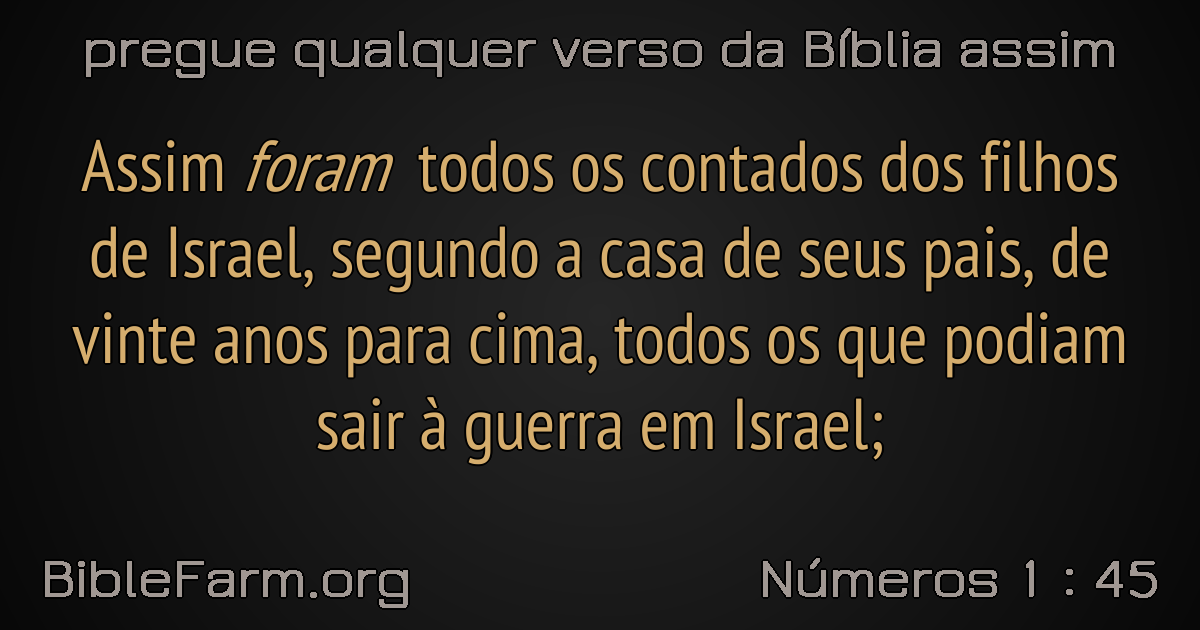 pregue qualquer verso da Bíblia assim
Assim foram todos os contados dos filhos
de Israel, segundo a casa de seus pais, de
vinte anos para cima, todos os que podiam
sair à guerra em Israel;
BibleFarm.org
Números 1 : 45